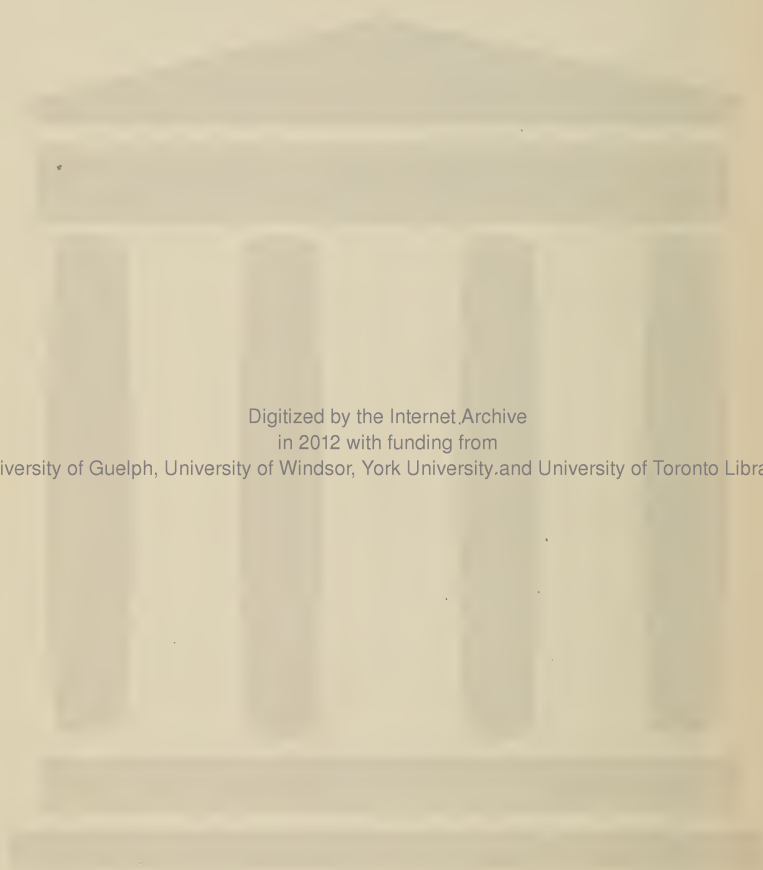 Digitized by the Internet Archive
in 2012 with funding from
iversity of Guelph, University of Windsor, York University and University of Toronto Libra